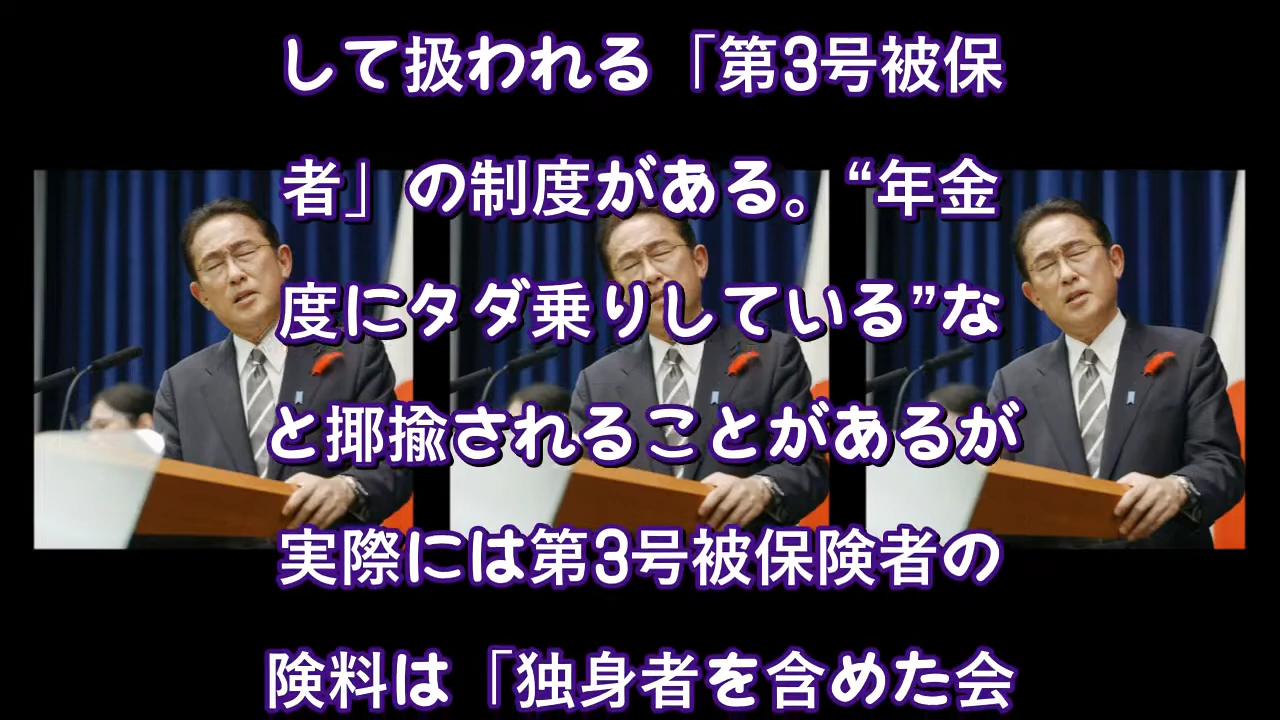 して扱われる「第3号被保
者」の制度がある。“年金
度にタダ乗りしている”な
と揶揄されることがあるが
実際には第3号被保険者の
険料は「独身者を含めた会